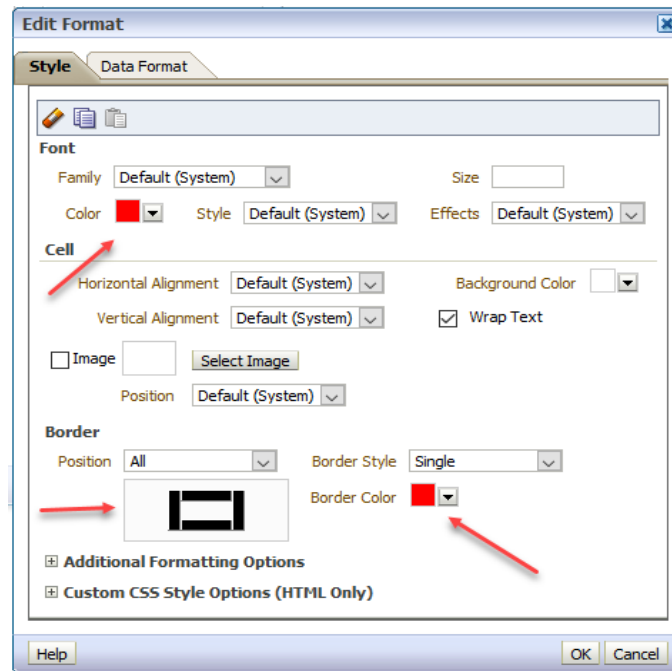 Edit Format
Style Data Format
Font
Family Default (System) Size
Color Style Default (System) Effects Default (System)
Cell
Horizontal Alignment Default (System) Background Color
Vertical Alignment Default (System) Wrap Text
Image Select Image
Position Default (System)
Border
Position All Border Style Single
Border Color
Additional Formatting Options
Custom CSS Style Options (HTML Only)
Help OK Cancel